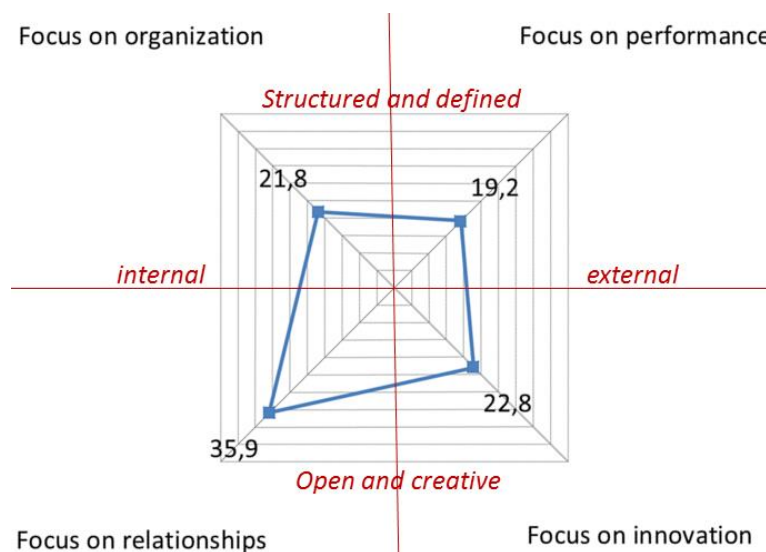 Focus on organization
Focus on performance
Structured and defined
21,8
19,2
internal
external
22,8
35,9
Open and creative
Focus on relationships
Focus on innovation